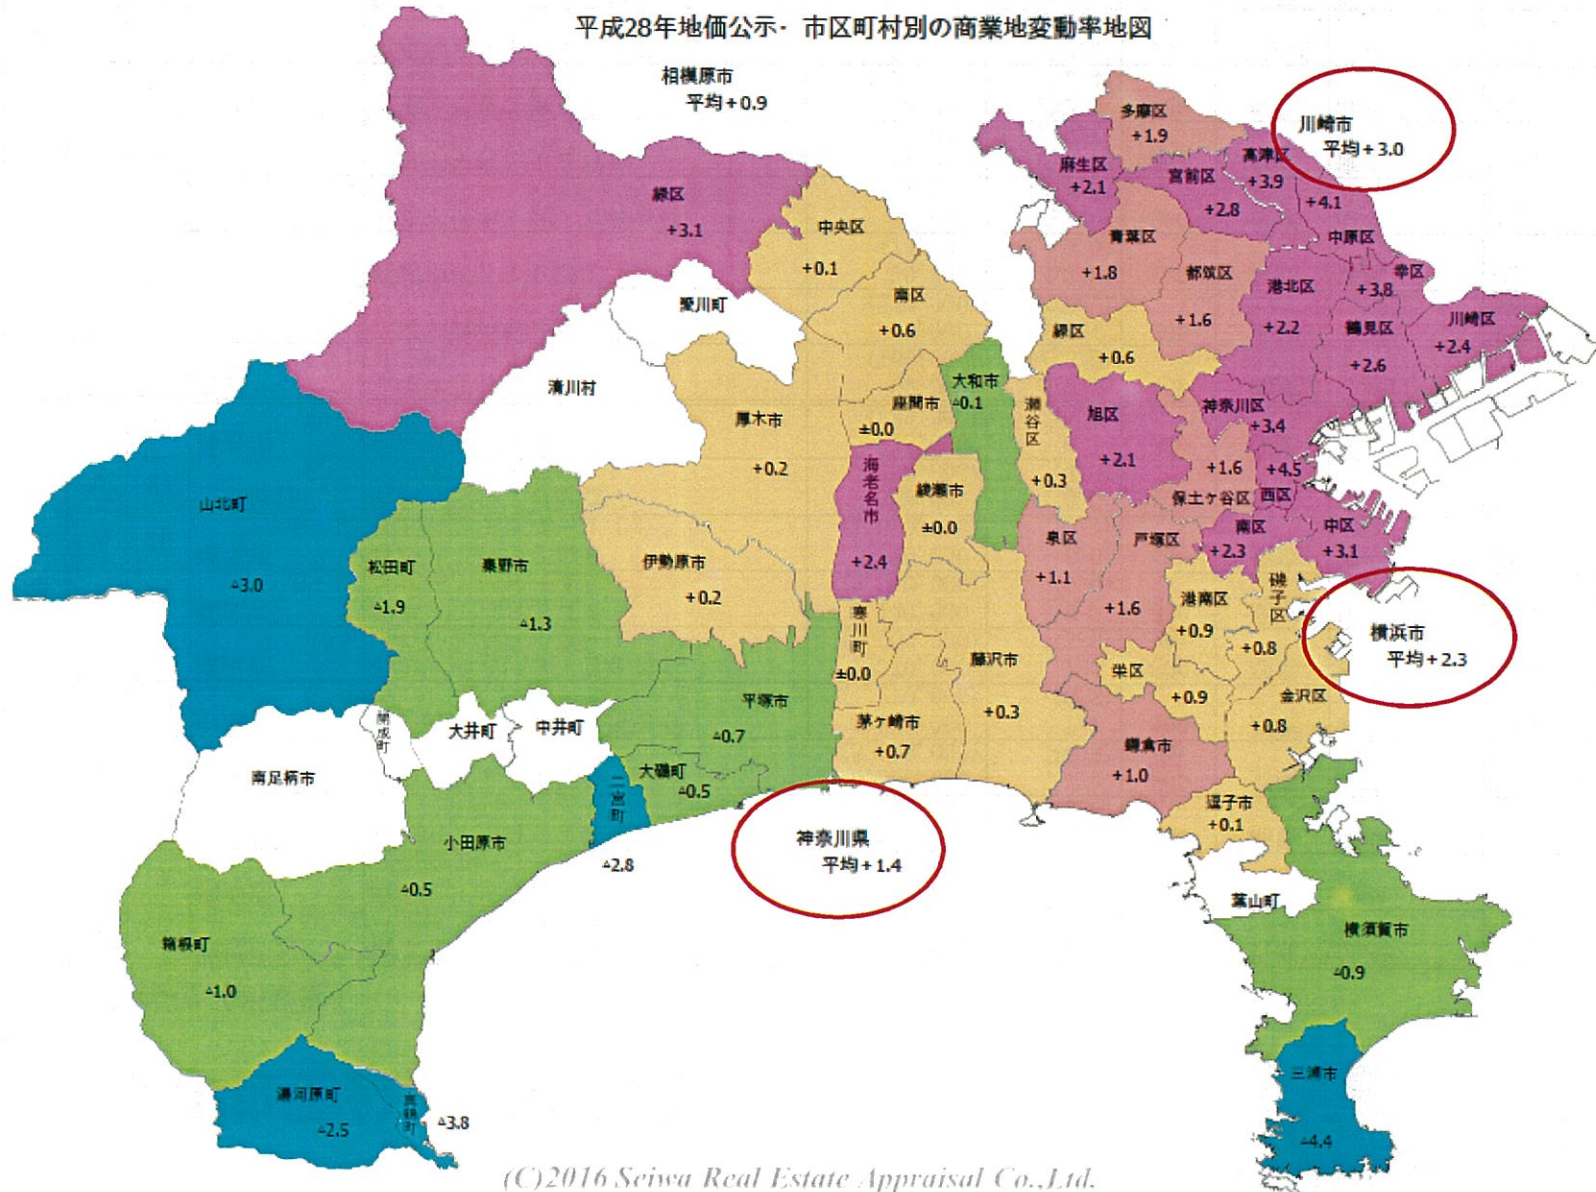 平成28年地価公示・ 市区町村別の商業地変動率地図
相模原市
平均+0.9
川崎市
平均+3.0
多摩区
+1.9
麻生区
+2.1
宮前区
+2.8
高津区
+3.9
+4.1
中原区
幸区
+3.8
川崎区
+2.4
緑区
+3.1
中央区
+0.1
南区
+0.6
青葉区
+1.8
都筑区
+1.6
港北区
+2.2
鶴見区
+2.6
緑区
+0.6
愛川町
清川村
厚木市
+0.2
座間市
±0.0
大和市
△0.1
瀬谷区
+0.3
旭区
+2.1
神奈川区
+3.4
+1.6
保土ヶ谷区
+4.5
西区
海老名市
+2.4
綾瀬市
±0.0
泉区
+1.1
戸塚区
+1.6
南区
+2.3
中区
+3.1
山北町
△3.0
松田町
△1.9
秦野市
△1.3
伊勢原市
+0.2
寒川町
±0.0
藤沢市
+0.3
港南区
+0.9
磯子区
+0.8
横浜市
平均+2.3
栄区
+0.9
金沢区
+0.8
平塚市
△0.7
茅ヶ崎市
+0.7
鎌倉市
+1.0
開成町
大井町
中井町
南足柄市
大磯町
△0.5
二宮町
△2.8
逗子市
+0.1
小田原市
△0.5
神奈川県
平均+1.4
葉山町
横須賀市
△0.9
箱根町
△1.0
湯河原町
△2.5
真鶴町
△3.8
三浦市
△4.4
(C)2016 Seiwa Real Estate Appraisal Co.,Ltd.